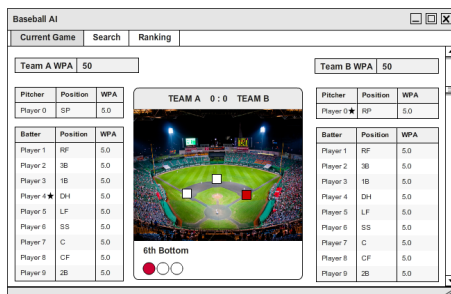 Baseball AI
Current Game Search Ranking
Team A WPA 50
Team B WPA 50
Pitcher Position WPA
Player 0 SP 5.0
Batter Position WPA
Player 1 RF 5.0
Player 2 3B 5.0
Player 3 1B 5.0
Player 4★ DH 5.0
Player 5 LF 5.0
Player 6 SS 5.0
Player 7 C 5.0
Player 8 CF 5.0
Player 9 2B 5.0
TEAM A 0 : 0 TEAM B
6th Bottom
Pitcher Position WPA
Player 0★ RP 5.0
Batter Position WPA
Player 1 RF 5.0
Player 2 3B 5.0
Player 3 1B 5.0
Player 4 DH 5.0
Player 5 LF 5.0
Player 6 SS 5.0
Player 7 C 5.0
Player 8 CF 5.0
Player 9 2B 5.0